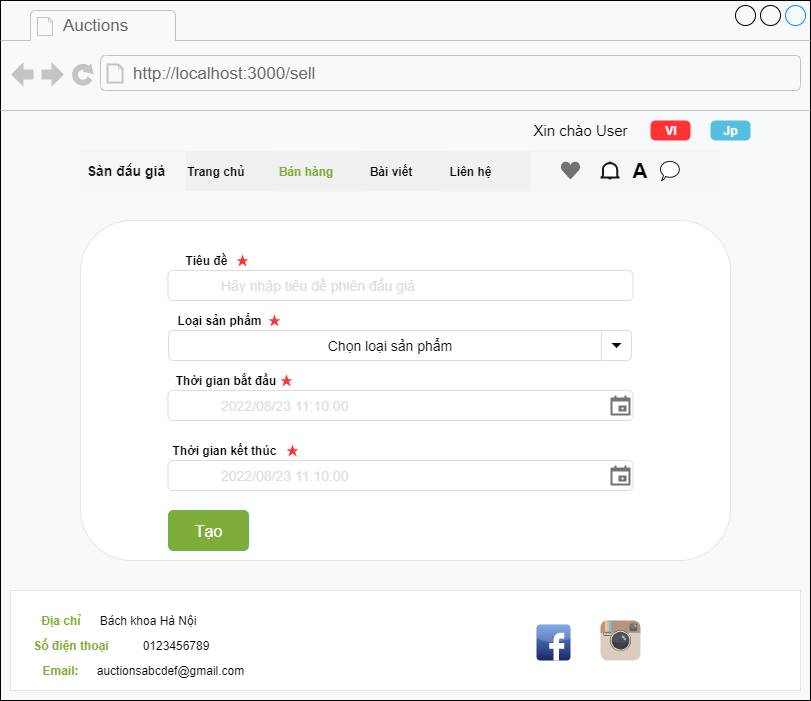 Auctions
http://localhost:3000/sell
Xin chào User VI Jp
Sàn đấu giá Trang chủ Bán hàng Bài viết Liên hệ A
Tiêu đề
Hãy nhập tiêu đề phiên đấu giá
Loại sản phẩm
Chọn loại sản phẩm
Thời gian bắt đầu
2022/08/23 11:10:00
Thời gian kết thúc
2022/08/23 11:10:00
Tạo
Địa chỉ Bách khoa Hà Nội
Số điện thoại 0123456789
Email: auctionsabcdef@gmail.com